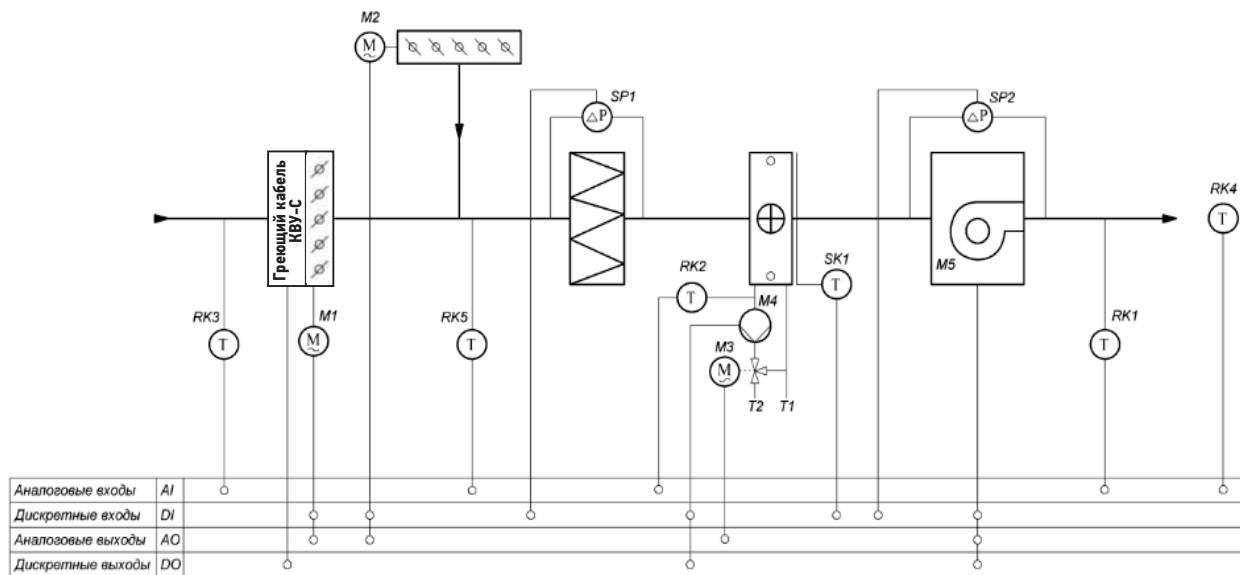 M2
M
SP1
△P
SP2
△P
Греющий кабель
КВУ-С
RK4
T
RK2
T
SK1
T
M4
M5
RK3
T
M1
M
RK5
T
M3
M
RK1
T
T2
T1
Аналоговые входы AI
Дискретные входы DI
Аналоговые выходы AO
Дискретные выходы DO